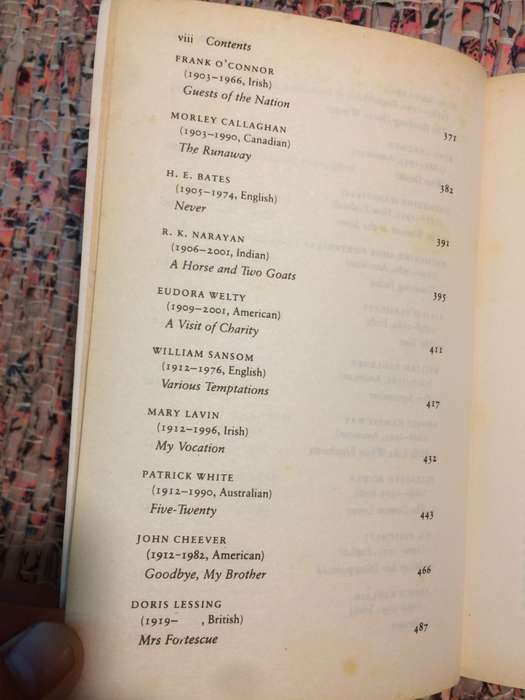 viii Contents
FRANK O'CONNOR
(1903–1966, Irish)
Guests of the Nation 371
MORLEY CALLAGHAN
(1903–1990, Canadian)
The Runaway 382
H. E. BATES
(1905–1974, English)
Never 391
R. K. NARAYAN
(1906–2001, Indian)
A Horse and Two Goats 395
EUDORA WELTY
(1909–2001, American)
A Visit of Charity 411
WILLIAM SANSOM
(1912–1976, English)
Various Temptations 417
MARY LAVIN
(1912–1996, Irish)
My Vocation 432
PATRICK WHITE
(1912–1990, Australian)
Five-Twenty 443
JOHN CHEEVER
(1912–1982, American)
Goodbye, My Brother 466
DORIS LESSING
(1919– , British)
Mrs Fortescue 487